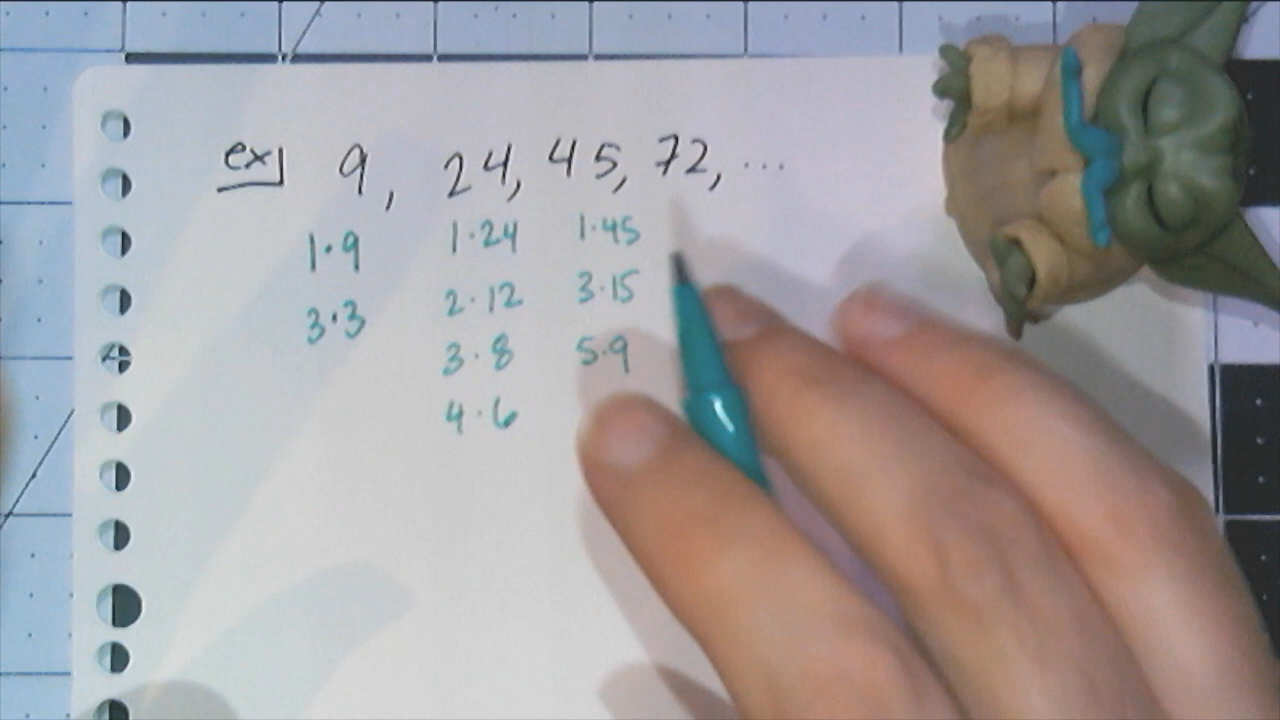 ex] 9, 24, 45, 72, ...
1·9 1·24 1·45
3·3 2·12 3·15
3·8 5·9
4·6